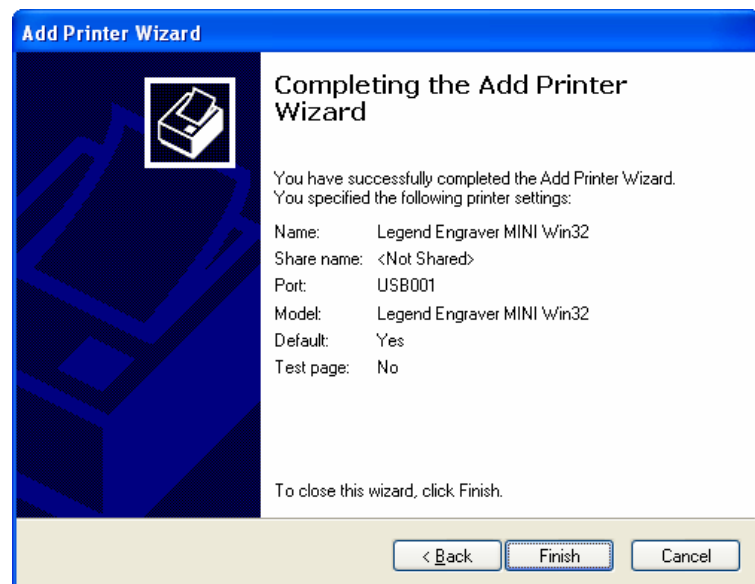 Add Printer Wizard
Completing the Add Printer
Wizard
You have successfully completed the Add Printer Wizard.
You specified the following printer settings:
Name: Legend Engraver MINI Win32
Share name: <Not Shared>
Port: USB001
Model: Legend Engraver MINI Win32
Default: Yes
Test page: No
To close this wizard, click Finish.
< Back Finish Cancel